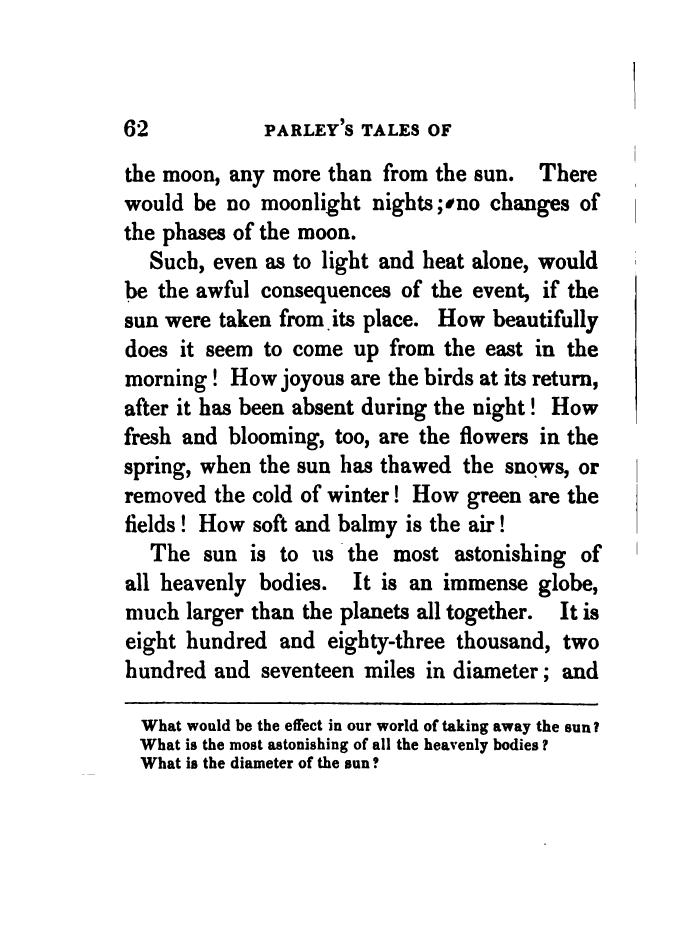 62 PARLEY'S TALES OF
the moon, any more than from the sun. There
would be no moonlight nights; no changes of
the phases of the moon.
Such, even as to light and heat alone, would
be the awful consequences of the event, if the
sun were taken from its place. How beautifully
does it seem to come up from the east in the
morning! How joyous are the birds at its return,
after it has been absent during the night! How
fresh and blooming, too, are the flowers in the
spring, when the sun has thawed the snows, or
removed the cold of winter! How green are the
fields! How soft and balmy is the air!
The sun is to us the most astonishing of
all heavenly bodies. It is an immense globe,
much larger than the planets all together. It is
eight hundred and eighty-three thousand, two
hundred and seventeen miles in diameter; and
What would be the effect in our world of taking away the sun?
What is the most astonishing of all the heavenly bodies?
What is the diameter of the sun?